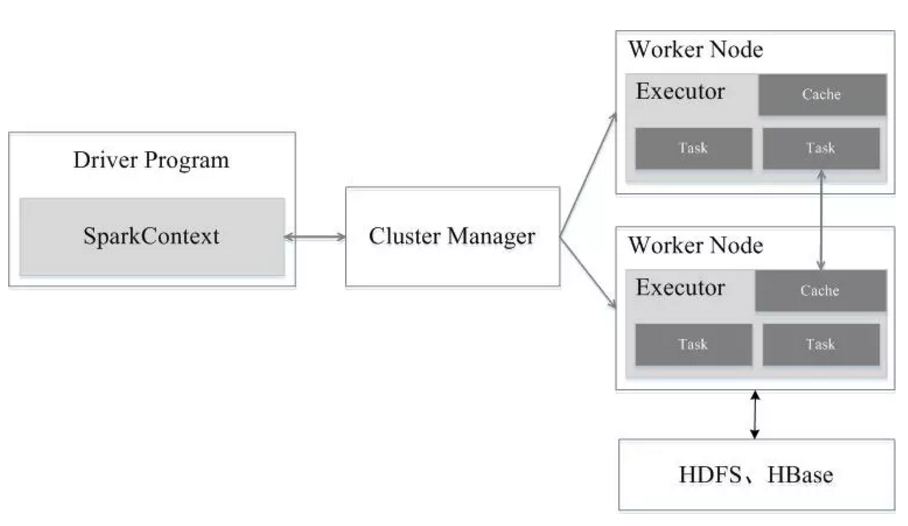 Driver Program
SparkContext
Cluster Manager
Worker Node
Executor
Cache
Task
Task
Worker Node
Executor
Cache
Task
Task
HDFS、HBase